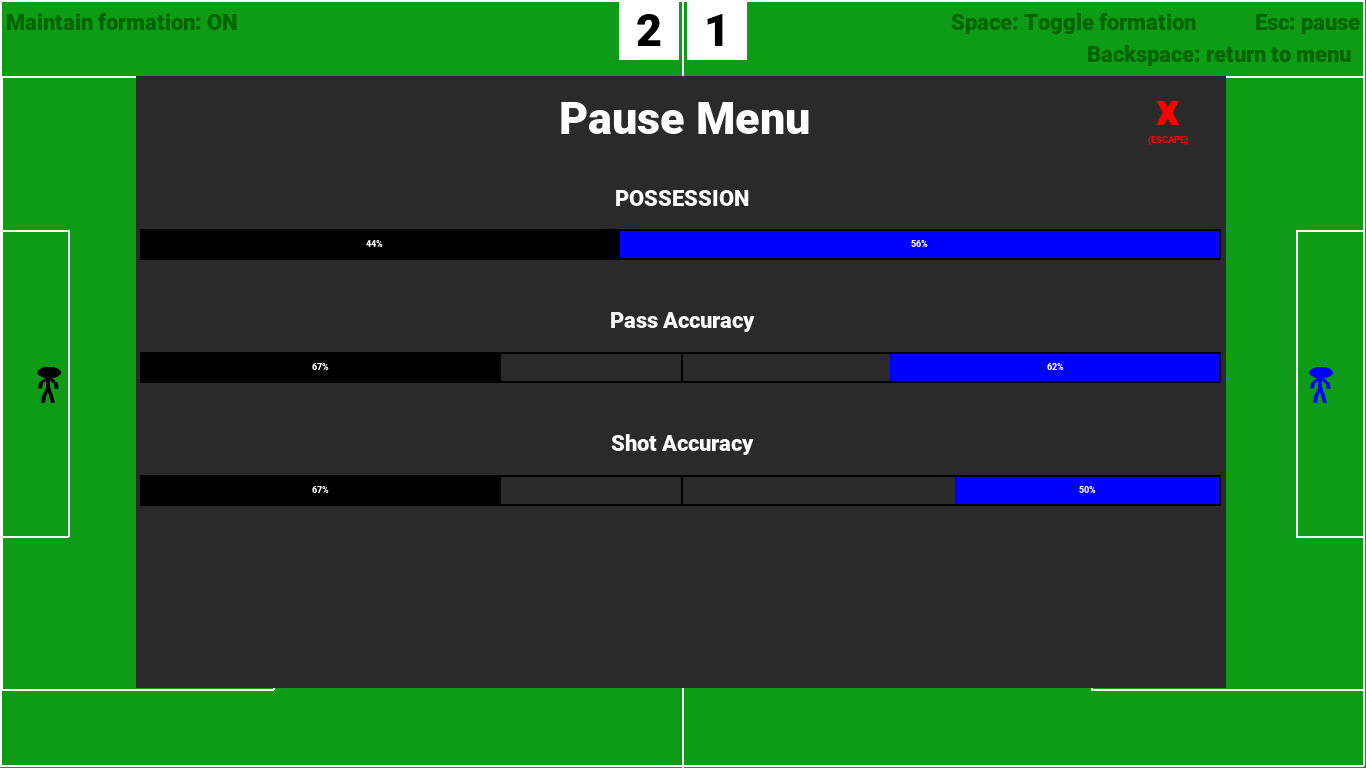 Maintain formation: ON
2 1
Space: Toggle formation Esc: pause
Backspace: return to menu
Pause Menu
X
(ESCAPE)
POSSESSION
44% 56%
Pass Accuracy
67% 62%
Shot Accuracy
67% 50%